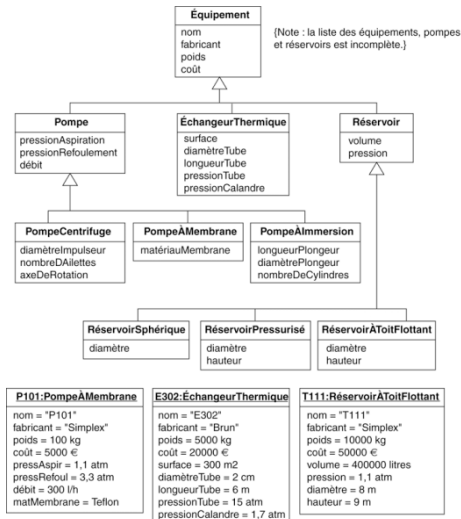 Équipement
nom
fabricant
poids
coût
{Note : la liste des équipements, pompes
et réservoirs est incomplète.}
Pompe
pressionAspiration
pressionRefoulement
débit
ÉchangeurThermique
surface
diamètreTube
longueurTube
pressionTube
pressionCalandre
Réservoir
volume
pression
PompeCentrifuge
diamètreImpulseur
nombreDAilettes
axeDeRotation
PompeÀMembrane
matériauMembrane
PompeÀImmersion
longueurPlongeur
diamètrePlongeur
nombreDeCylindres
RéservoirSphérique
diamètre
RéservoirPressurisé
diamètre
hauteur
RéservoirÀToitFlottant
diamètre
hauteur
P101:PompeÀMembrane
nom = "P101"
fabricant = "Simplex"
poids = 100 kg
coût = 5000 €
pressAspir = 1,1 atm
pressRefoul = 3,3 atm
débit = 300 l/h
matMembrane = Teflon
E302:ÉchangeurThermique
nom = "E302"
fabricant = "Brun"
poids = 5000 kg
coût = 20000 €
surface = 300 m2
diamètreTube = 2 cm
longueurTube = 6 m
pressionTube = 15 atm
pressionCalandre = 1,7 atm
T111:RéservoirÀToitFlottant
nom = "T111"
fabricant = "Simplex"
poids = 10000 kg
coût = 50000 €
volume = 400000 litres
pression = 1,1 atm
diamètre = 8 m
hauteur = 9 m